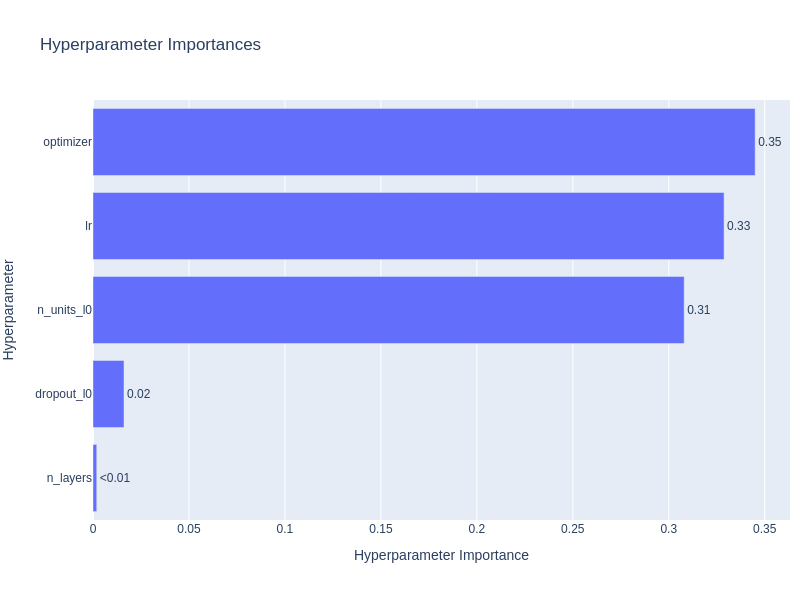 Hyperparameter Importances
Hyperparameter
optimizer
0.35
lr
0.33
n_units_l0
0.31
dropout_l0
0.02
n_layers
<0.01
0
0.05
0.1
0.15
0.2
0.25
0.3
0.35
Hyperparameter Importance